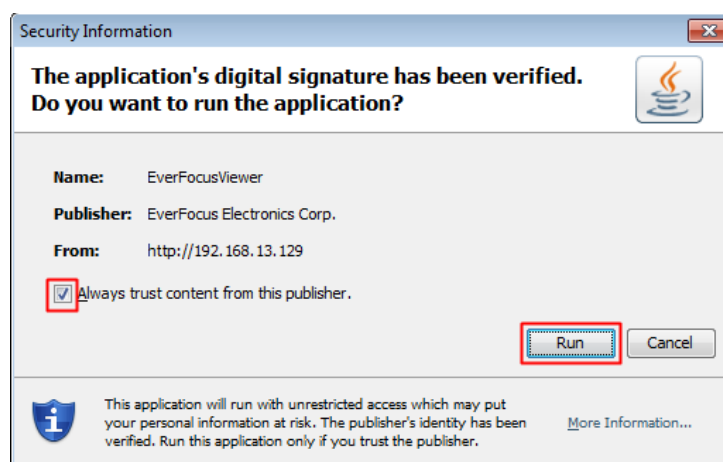 Security Information
The application's digital signature has been verified.
Do you want to run the application?
Name: EverFocusViewer
Publisher: EverFocus Electronics Corp.
From: http://192.168.13.129
Always trust content from this publisher.
Run Cancel
This application will run with unrestricted access which may put
your personal information at risk. The publisher's identity has been
verified. Run this application only if you trust the publisher.
More Information...